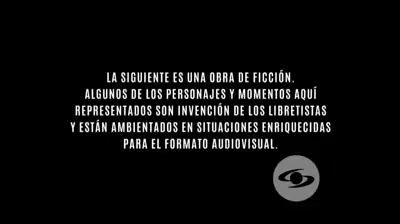 LA SIGUIENTE ES UNA OBRA DE FICCIÓN.
ALGUNOS DE LOS PERSONAJES Y MOMENTOS AQUÍ
REPRESENTADOS SON INVENCIÓN DE LOS LIBRETISTAS
Y ESTÁN AMBIENTADOS EN SITUACIONES ENRIQUECIDAS
PARA EL FORMATO AUDIOVISUAL.